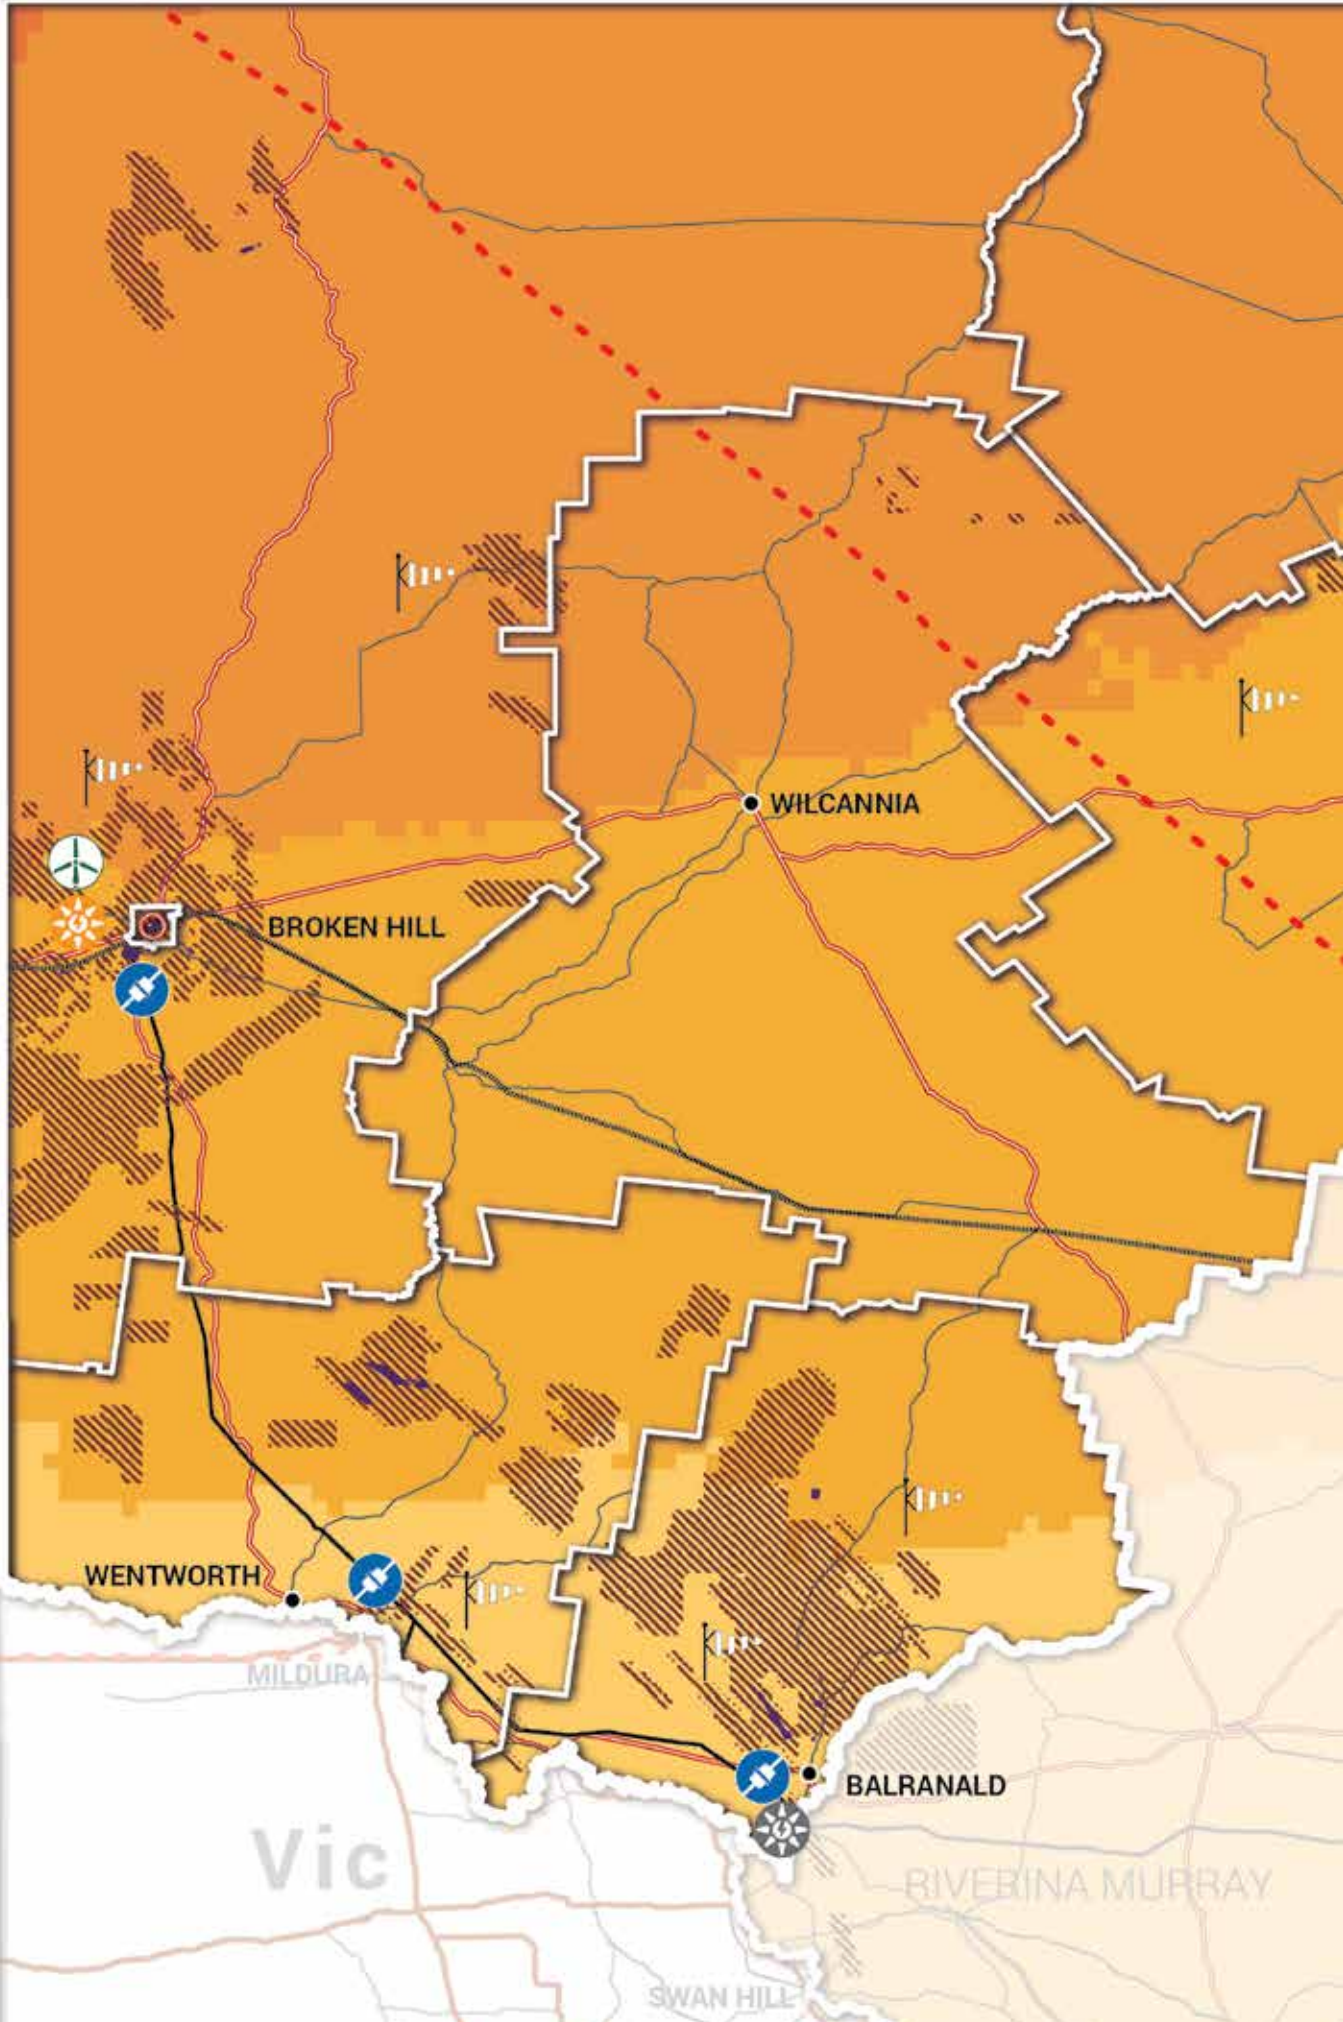 WILCANNIA
BROKEN HILL
WENTWORTH
MILDURA
BALRANALD
Vic
RIVERINA MURRAY
SWAN HILL